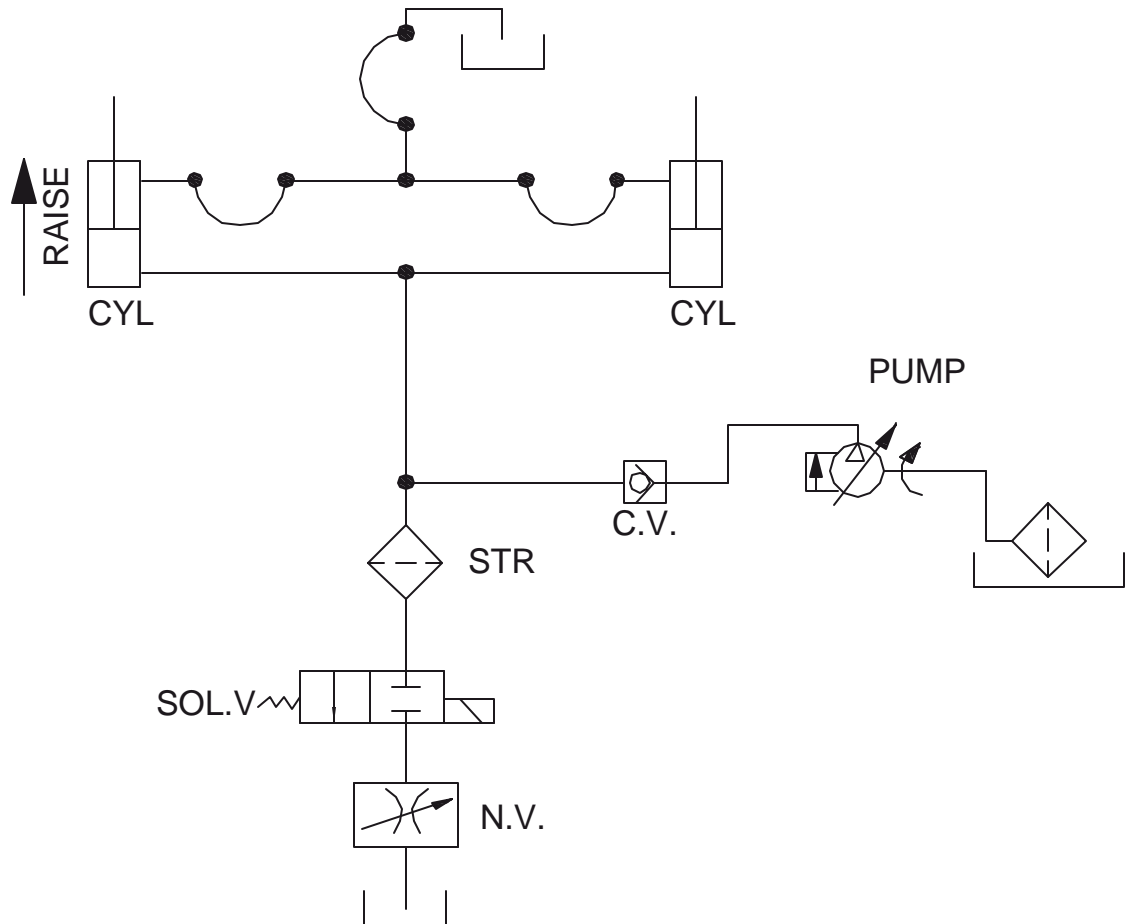 RAISE
CYL
CYL
PUMP
C.V.
STR
SOL.V
N.V.